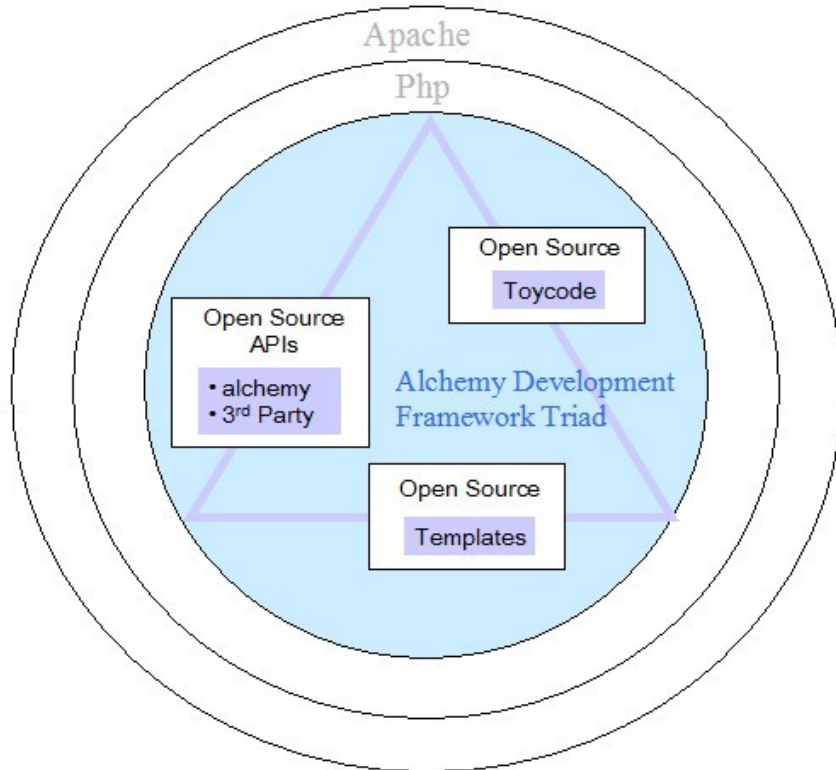 Apache
Php
Open Source
Toycode
Open Source
APIs
• alchemy
• 3rd Party
Alchemy Development
Framework Triad
Open Source
Templates